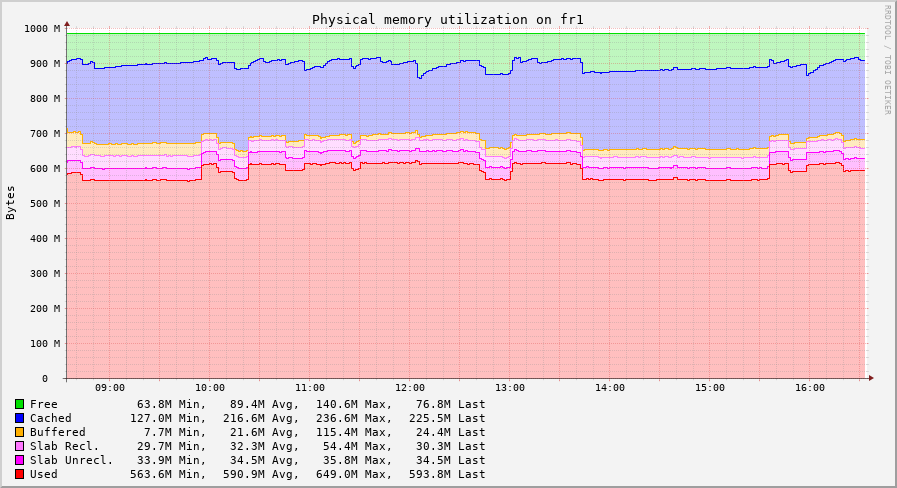 Physical memory utilization on fr1
RRDTOOL / TOBI OETIKER
Bytes
1000 M
900 M
800 M
700 M
600 M
500 M
400 M
300 M
200 M
100 M
0
09:00 10:00 11:00 12:00 13:00 14:00 15:00 16:00
Free 63.8M Min, 89.4M Avg, 140.6M Max, 76.8M Last
Cached 127.0M Min, 216.6M Avg, 236.6M Max, 225.5M Last
Buffered 7.7M Min, 21.6M Avg, 115.4M Max, 24.4M Last
Slab Recl. 29.7M Min, 32.3M Avg, 54.4M Max, 30.3M Last
Slab Unrecl. 33.9M Min, 34.5M Avg, 35.8M Max, 34.5M Last
Used 563.6M Min, 590.9M Avg, 649.0M Max, 593.8M Last